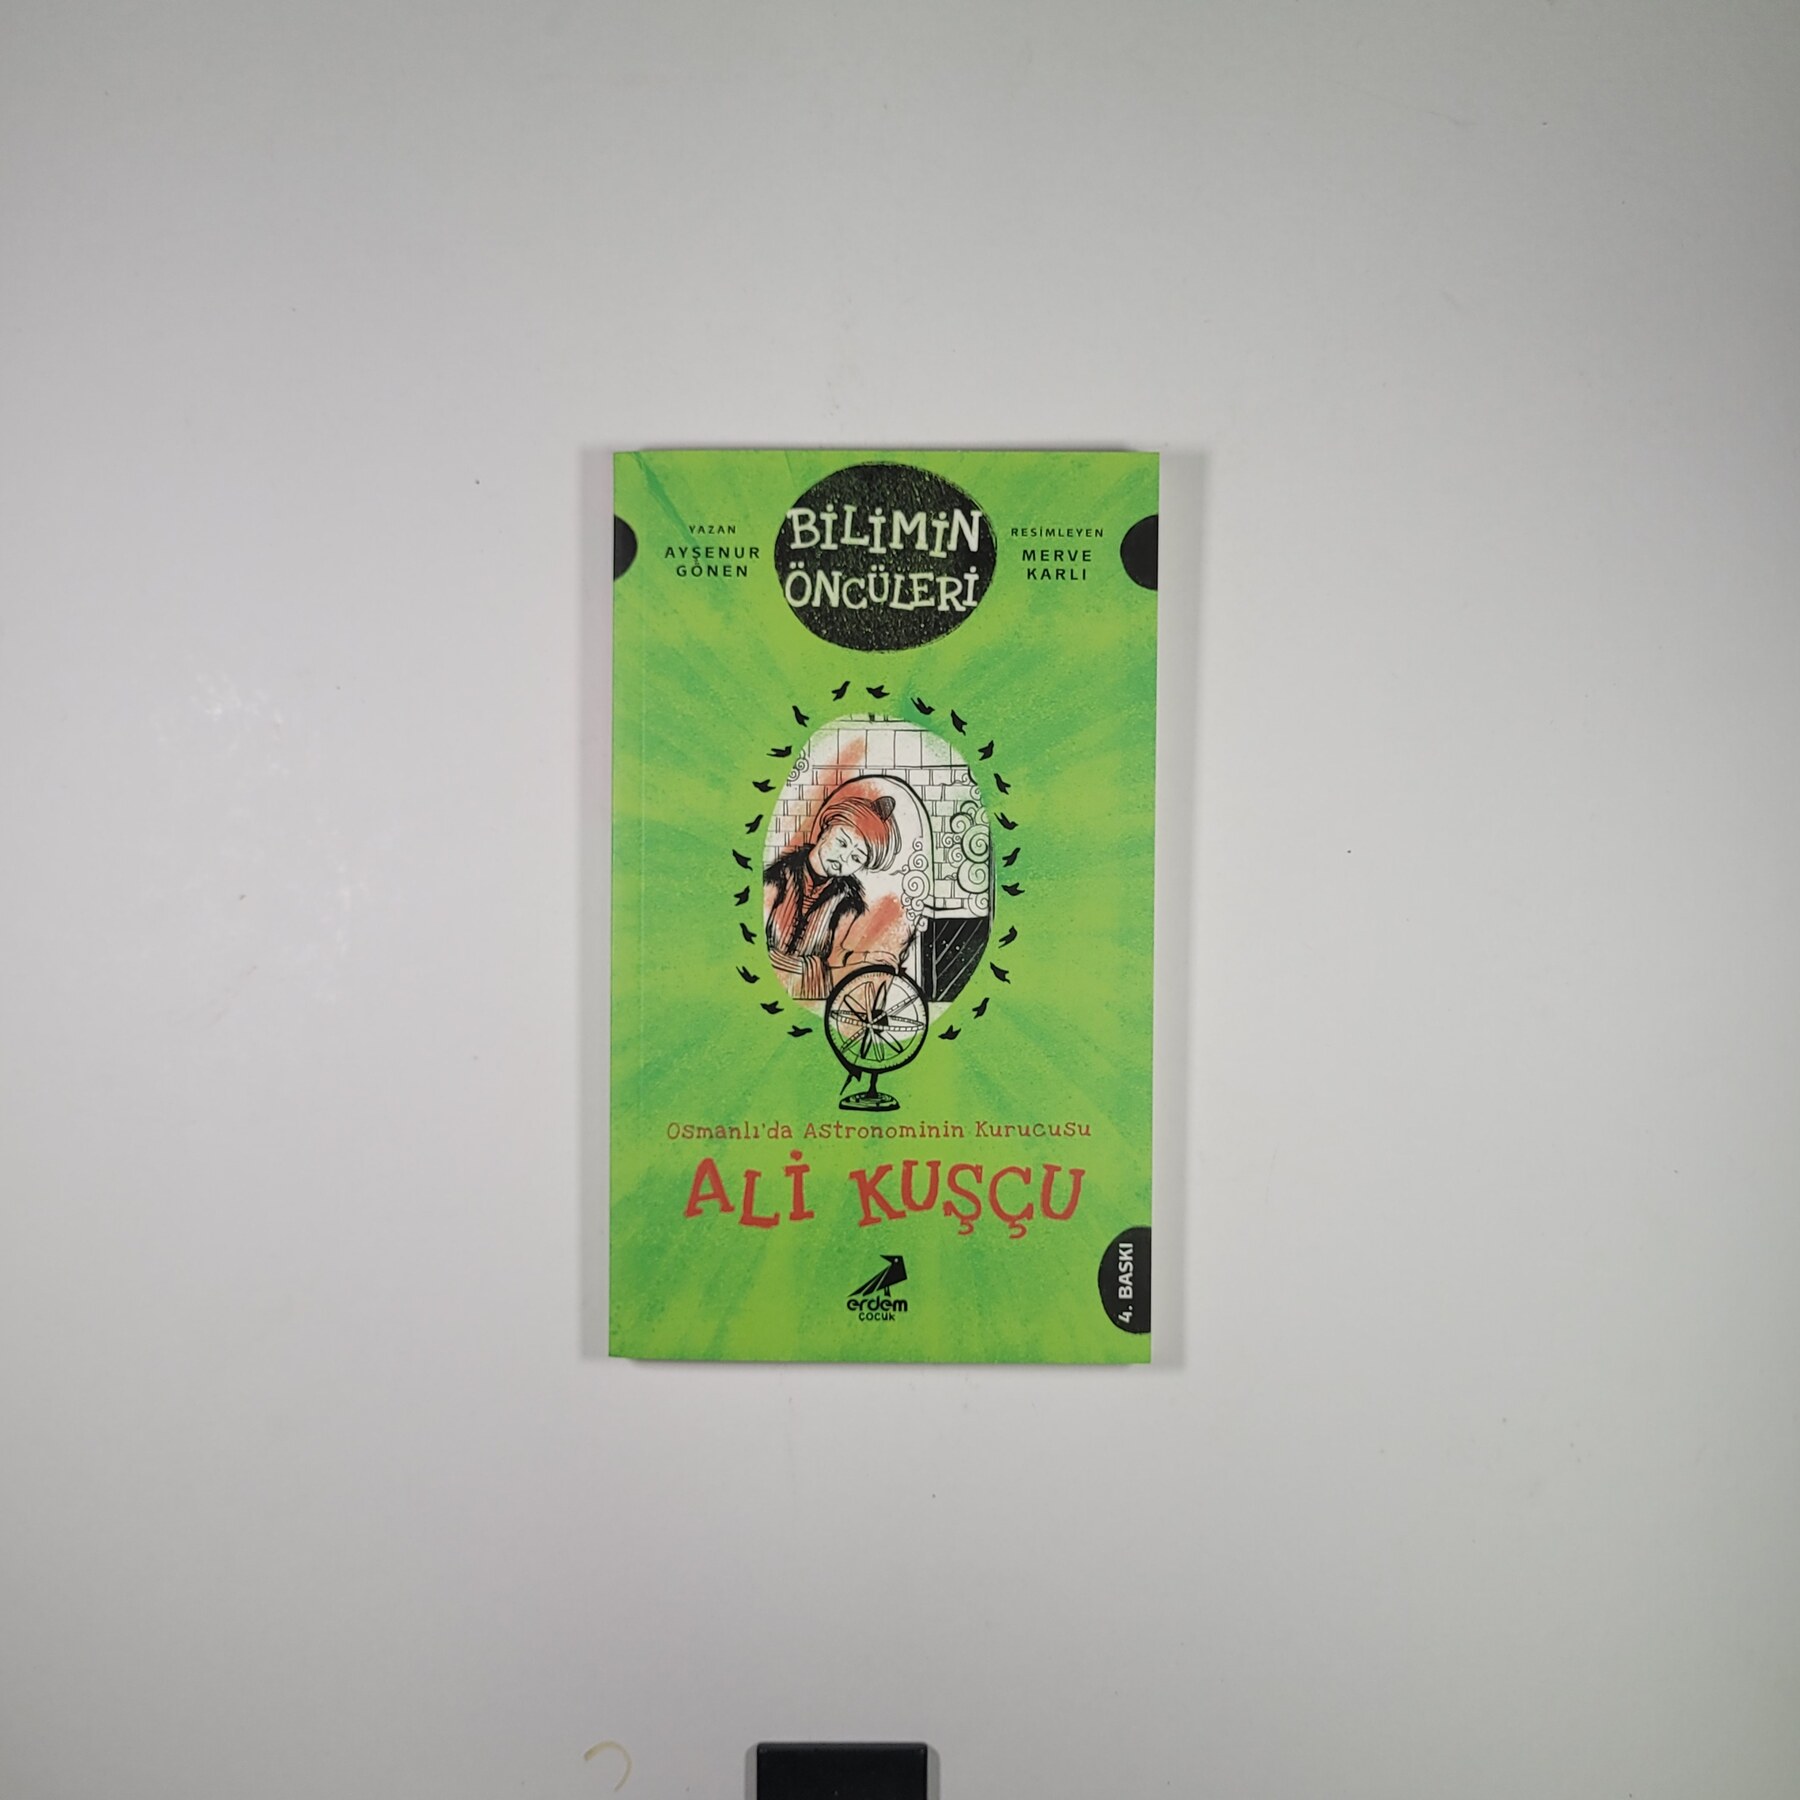 BİLİMİN
ÖNCÜLERİ
YAZAN
AYŞENUR
GÖNEN
RESİMLEYEN
MERVE
KARLI
Osmanlı'da Astronominin Kurucusu
ALİ KUŞÇU
erdem
çocuk
4. BASKI